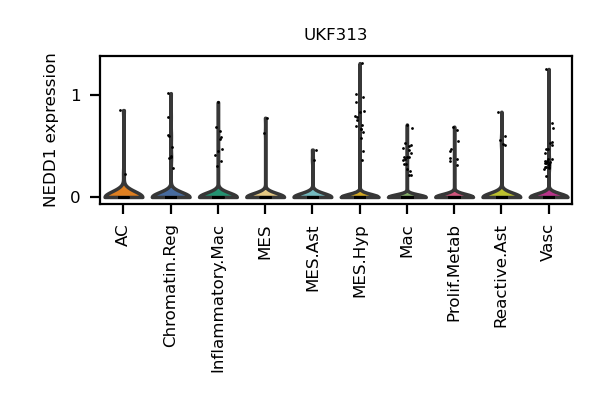 UKF313
NEDD1 expression
1
0
AC
Chromatin.Reg
Inflammatory.Mac
MES
MES.Ast
MES.Hyp
Mac
Prolif.Metab
Reactive.Ast
Vasc